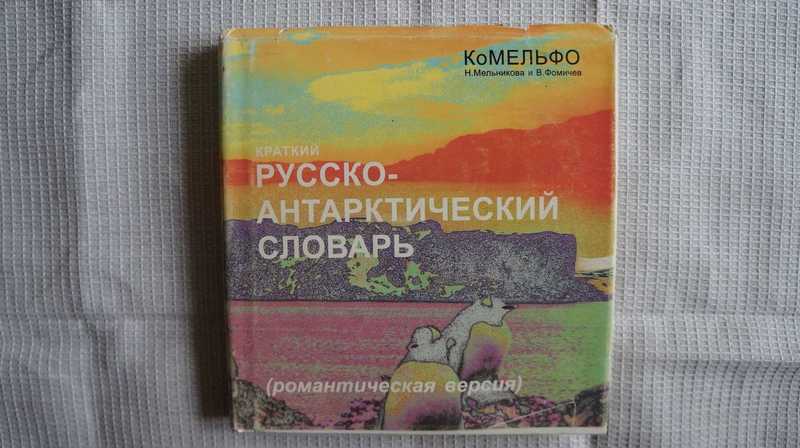 КоМЕЛЬФО
Н.Мельникова и В.Фомичев
КРАТКИЙ
РУССКО-
АНТАРКТИЧЕСКИЙ
СЛОВАРЬ
(романтическая версия)